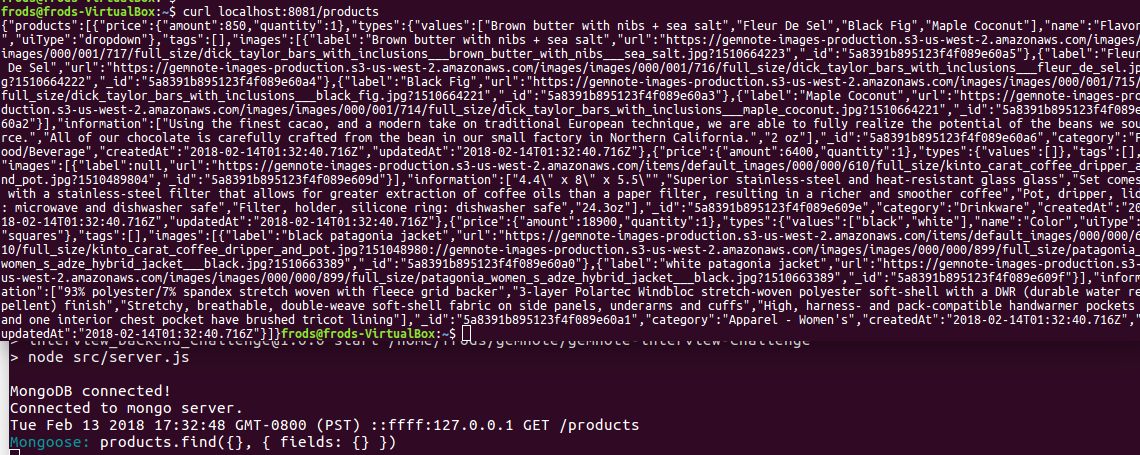 frods@frods-VirtualBox:~$ curl localhost:8081/products
{"products":[{"price":{"amount":850,"quantity":1},"types":{"values":["Brown butter with nibs + sea salt","Fleur De Sel","Black Fig","Maple Coconut"],"name":"Flavor
","uiType":"dropdown"},"tags":[],"images":[{"label":"Brown butter with nibs + sea salt","url":"https://gemnote-images-production.s3-us-west-2.amazonaws.com/images/
images/000/001/717/full_size/dick_taylor_bars_with_inclusions___brown_butter_with_nibs___sea_salt.jpg?1510664223","_id":"5a8391b895123f4f089e60a5"},{"label":"Fleur
 De Sel","url":"https://gemnote-images-production.s3-us-west-2.amazonaws.com/images/images/000/001/716/full_size/dick_taylor_bars_with_inclusions___fleur_de_sel.jp
g?1510664222","_id":"5a8391b895123f4f089e60a4"},{"label":"Black Fig","url":"https://gemnote-images-production.s3-us-west-2.amazonaws.com/images/images/000/001/715/
full_size/dick_taylor_bars_with_inclusions___black_fig.jpg?1510664221","_id":"5a8391b895123f4f089e60a3"},{"label":"Maple Coconut","url":"https://gemnote-images-pro
duction.s3-us-west-2.amazonaws.com/images/images/000/001/714/full_size/dick_taylor_bars_with_inclusions___maple_coconut.jpg?1510664221","_id":"5a8391b895123f4f089e
60a2"}],"information":["Using the finest cacao, and a modern take on traditional European technique, we are able to fully realize the potential of the beans we sou
rce.","All of our chocolate is carefully crafted from the bean in our small factory in Northern California.","2 oz"],"_id":"5a8391b895123f4f089e60a6","category":"F
ood/Beverage","createdAt":"2018-02-14T01:32:40.716Z","updatedAt":"2018-02-14T01:32:40.716Z"},{"price":{"amount":6400,"quantity":1},"types":{"values":[]},"tags":[],
"images":[{"label":null,"url":"https://gemnote-images-production.s3-us-west-2.amazonaws.com/items/default_images/000/000/610/full_size/kinto_carat_coffee_dripper_a
nd_pot.jpg?1510489804","_id":"5a8391b895123f4f089e609d"}],"information":["4.4\" x 8\" x 5.5\"","Superior stainless-steel and heat-resistant glass glass","Set comes
 with a stainless-steel filter that allows for greater extraction of coffee oils than a paper filter, resulting in a richer and smoother coffee","Pot, dripper, lid
: microwave and dishwasher safe","Filter, holder, silicone ring: dishwasher safe","24.3oz"],"_id":"5a8391b895123f4f089e609e","category":"Drinkware","createdAt":"20
18-02-14T01:32:40.716Z","updatedAt":"2018-02-14T01:32:40.716Z"},{"price":{"amount":18900,"quantity":1},"types":{"values":["black","white"],"name":"Color","uiType":
"squares"},"tags":[],"images":[{"label":"black patagonia jacket","url":"https://gemnote-images-production.s3-us-west-2.amazonaws.com/items/default_images/000/000/6
10/full_size/kinto_carat_coffee_dripper_and_pot.jpg?151048980://gemnote-images-production.s3-us-west-2.amazonaws.com/images/images/000/000/899/full_size/patagonia_
women_s_adze_hybrid_jacket___black.jpg?1510663389","_id":"5a8391b895123f4f089e60a0"},{"label":"white patagonia jacket","url":"https://gemnote-images-production.s3-
us-west-2.amazonaws.com/images/images/000/000/899/full_size/patagonia_women_s_adze_hybrid_jacket___black.jpg?1510663389","_id":"5a8391b895123f4f089e609f"}],"inform
ation":["93% polyester/7% spandex stretch woven with fleece grid backer","3-layer Polartec Windbloc stretch-woven polyester soft-shell with a DWR (durable water re
pellent) finish","Stretchy, breathable, double-weave soft-shell fabric on side panels, underarms and cuffs","High, harness- and pack-compatible handwarmer pockets
and one interior chest pocket have brushed tricot lining"],"_id":"5a8391b895123f4f089e60a1","category":"Apparel - Women's","createdAt":"2018-02-14T01:32:40.716Z","
updatedAt":"2018-02-14T01:32:40.716Z"}]}frods@frods-VirtualBox:~$
> interview_backend_challenge@1.0.0 start /home/frods/gemnote/gemnote-interview-challenge
> node src/server.js
MongoDB connected!
Connected to mongo server.
Tue Feb 13 2018 17:32:48 GMT-0800 (PST) ::ffff:127.0.0.1 GET /products
Mongoose: products.find({}, { fields: {} })